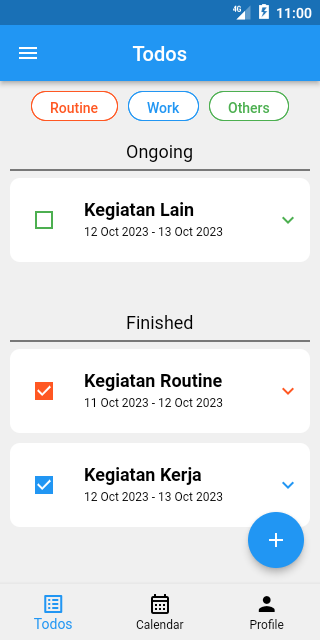 4G 11:00
Todos
Routine Work Others
Ongoing
Kegiatan Lain
12 Oct 2023 - 13 Oct 2023
Finished
Kegiatan Routine
11 Oct 2023 - 12 Oct 2023
Kegiatan Kerja
12 Oct 2023 - 13 Oct 2023
Todos Calendar Profile